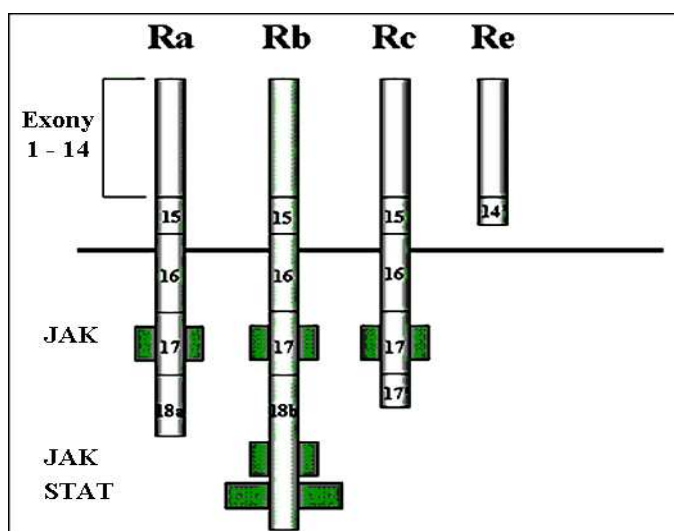 Ra Rb Rc Re
Exony
1 - 14
15 15 15 14
16 16 16
JAK 17 17 17
18a 18b 17
JAK
STAT